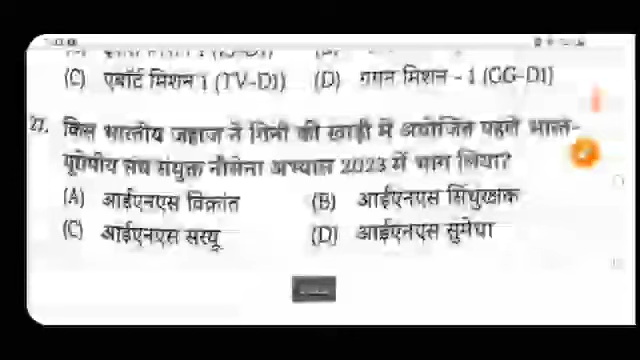 (C) एबॉर्ट मिशन 1 (TV-D1)) (D) गगन मिशन - 1 (GG-D1)
27. किस भारतीय जहाज ने गिनी की खाड़ी में आयोजित पहले भारत-
यूरोपीय संघ संयुक्त नौसेना अभ्यास 2023 में भाग लिया?
(A) आईएनएस विक्रांत (B) आईएनएस सिंधुरक्षक
(C) आईएनएस सरयू (D) आईएनएस सुमेधा